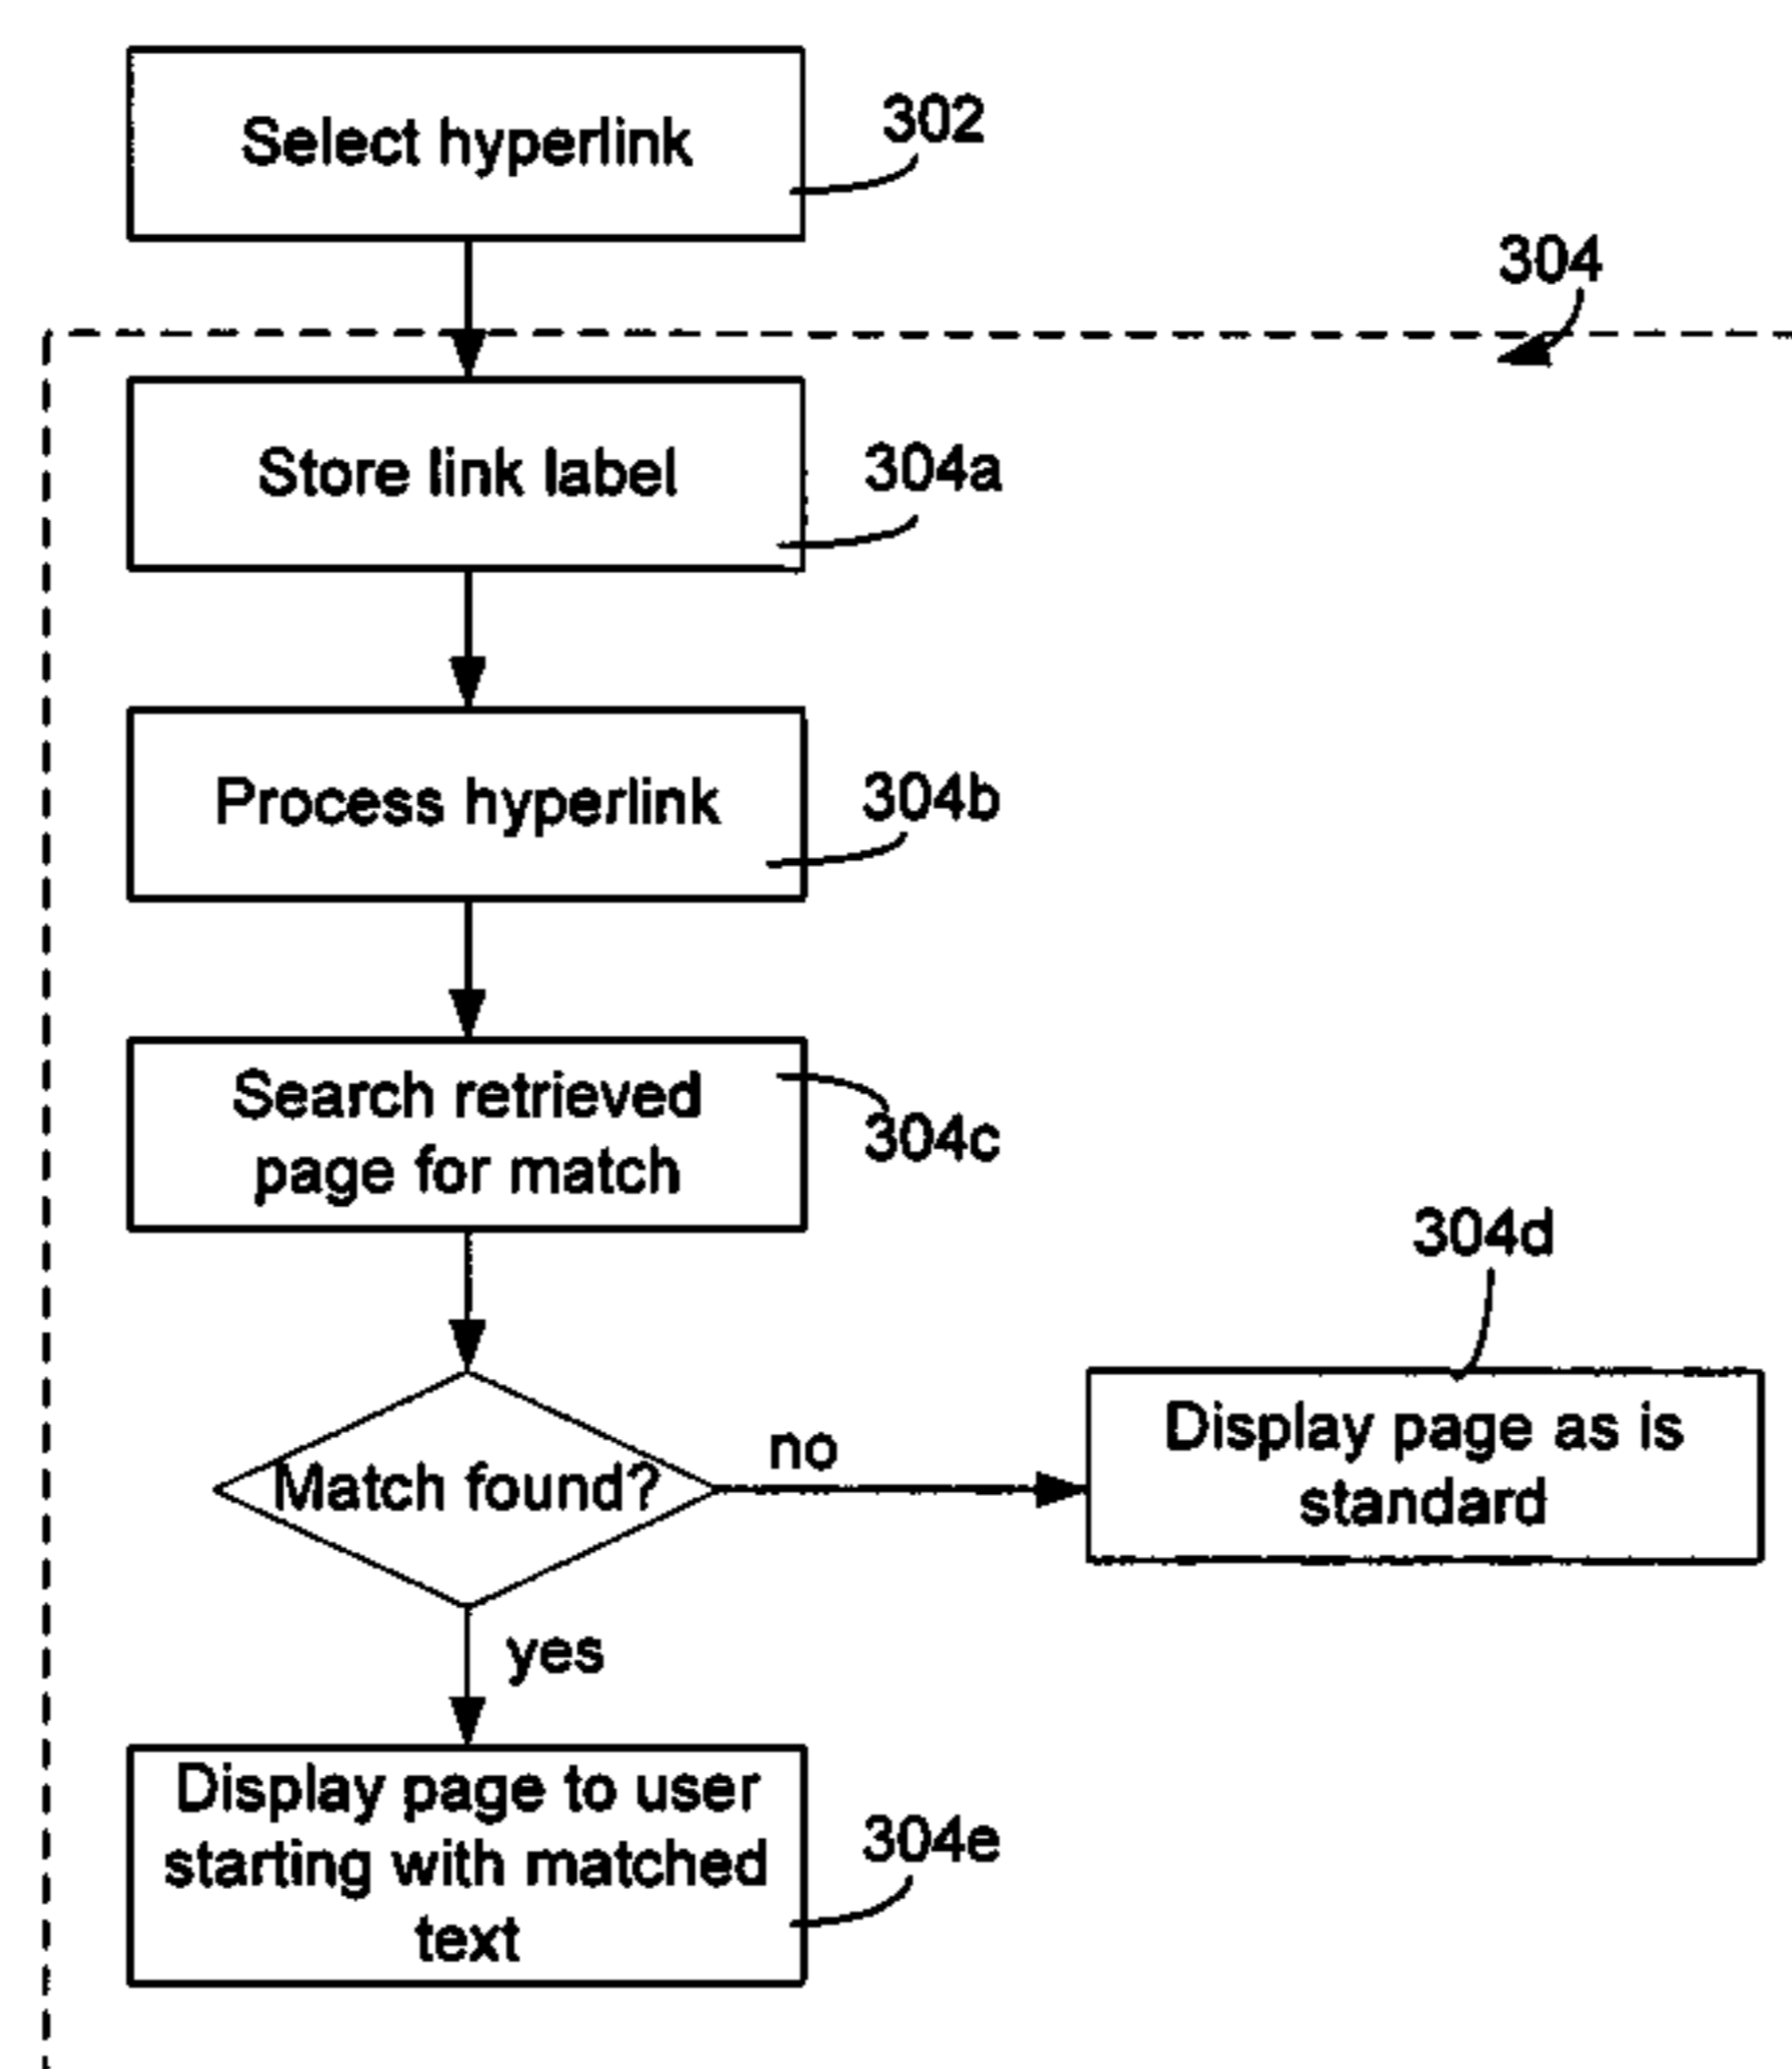 Select hyperlink
302
304
Store link label
304a
Process hyperlink
304b
Search retrieved
page for match
304c
304d
Match found?
no
Display page as is
standard
yes
Display page to user
starting with matched
text
304e